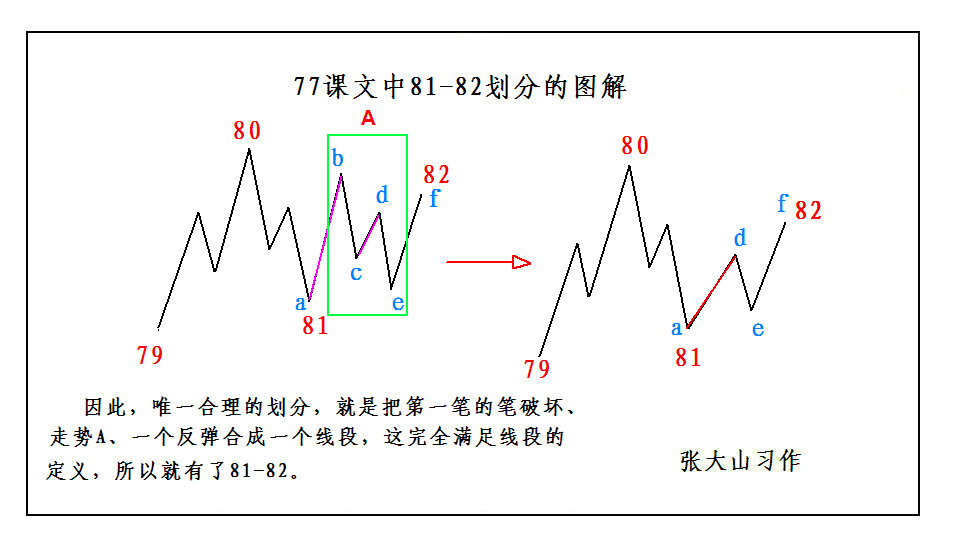 77课文中81-82划分的图解
A
80
b
82
d
f
c
a
e
81
79
80
f
82
d
a
e
81
79
因此，唯一合理的划分，就是把第一笔的笔破坏、
走势A、一个反弹合成一个线段，这完全满足线段的
定义，所以就有了81-82。
张大山习作